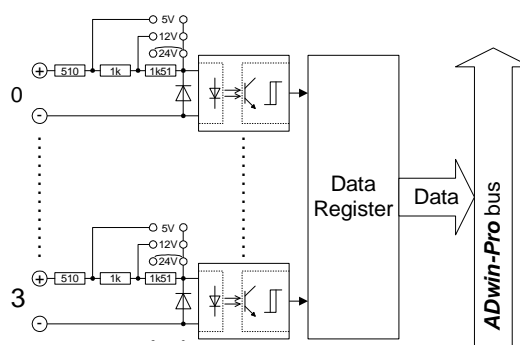 5V
12V
24V
+ 510 1k 1k51
0
-
Data Register
Data
ADwin-Pro bus
5V
12V
24V
+ 510 1k 1k51
3
-